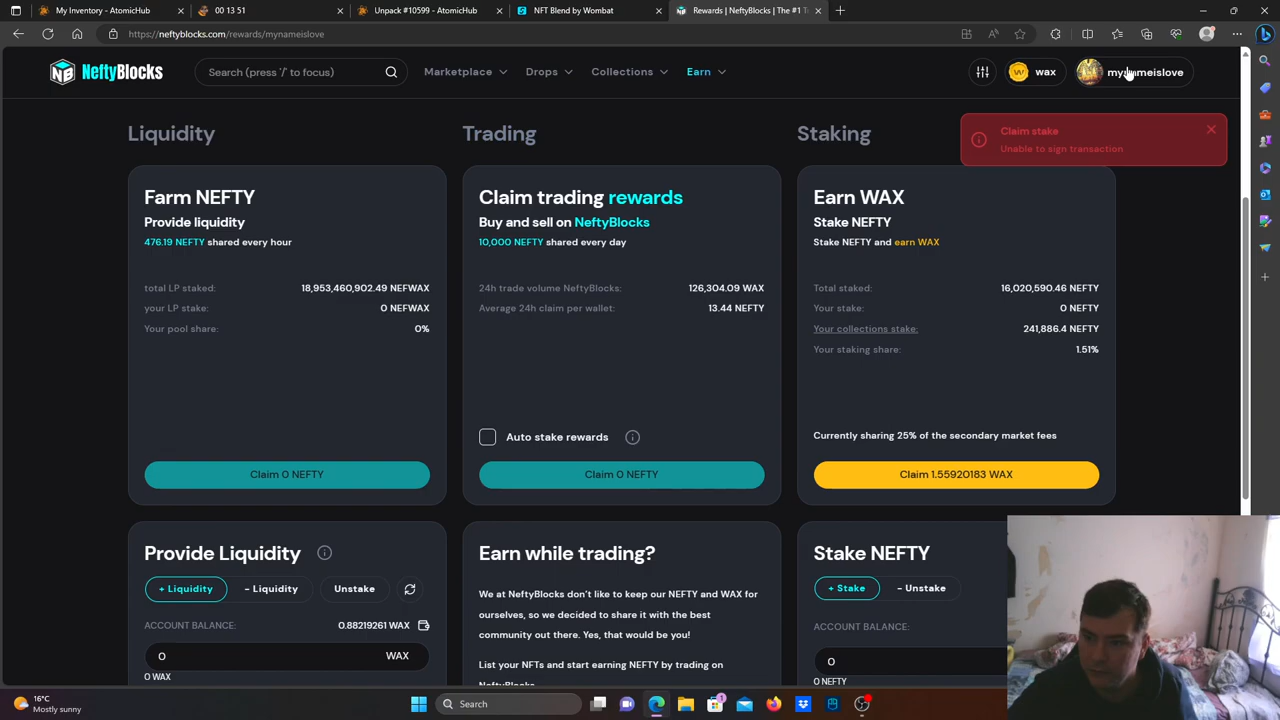 My Inventory - AtomicHub
00 13 51
Unpack #10599 - AtomicHub
NFT Blend by Wombat
Rewards | NeftyBlocks | The #1 T
https://neftyblocks.com/rewards/mynameislove
NeftyBlocks
Search (press '/' to focus)
Marketplace
Drops
Collections
Earn
wax
mynameislove
Claim stake
Unable to sign transaction
Liquidity
Trading
Staking
Farm NEFTY
Provide liquidity
476.19 NEFTY shared every hour
total LP staked: 18,953,460,902.49 NEFWAX
your LP stake: 0 NEFWAX
Your pool share: 0%
Claim 0 NEFTY
Claim trading rewards
Buy and sell on NeftyBlocks
10,000 NEFTY shared every day
24h trade volume NeftyBlocks: 126,304.09 WAX
Average 24h claim per wallet: 13.44 NEFTY
Auto stake rewards
Claim 0 NEFTY
Earn WAX
Stake NEFTY
Stake NEFTY and earn WAX
Total staked: 16,020,590.46 NEFTY
Your stake: 0 NEFTY
Your collections stake: 241,886.4 NEFTY
Your staking share: 1.51%
Currently sharing 25% of the secondary market fees
Claim 1.55920183 WAX
Provide Liquidity
+ Liquidity
- Liquidity
Unstake
ACCOUNT BALANCE: 0.88219261 WAX
0 WAX
0 WAX
Earn while trading?
We at NeftyBlocks don't like to keep our NEFTY and WAX for
ourselves, so we decided to share it with the best
community out there. Yes, that would be you!
List your NFTs and start earning NEFTY by trading on
NeftyBlocks.
Stake NEFTY
+ Stake
- Unstake
ACCOUNT BALANCE:
0
0 NEFTY
16°C
Mostly sunny
Search
1